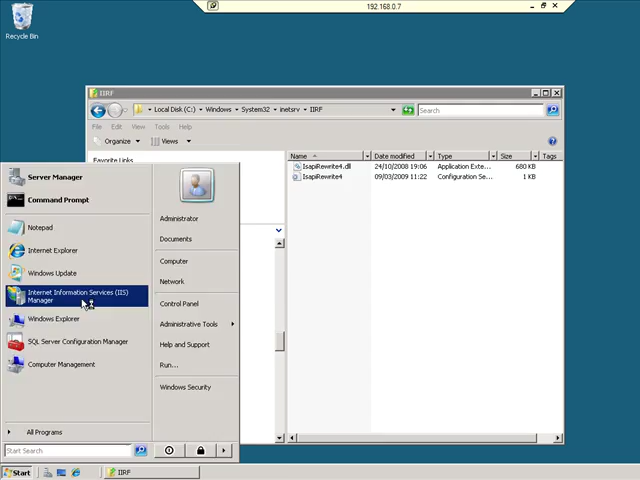 192.168.0.7
Recycle Bin
IIRF
Local Disk (C:) Windows System32 inetsrv IIRF
Search
File Edit View Tools Help
Organize Views
Favorite Links
Name Date modified Type Size Tags
IsapiRewrite4.dll 24/10/2008 19:06 Application Exte... 680 KB
IsapiRewrite4 09/03/2009 11:22 Configuration Se... 1 KB
Server Manager
Command Prompt
Notepad
Internet Explorer
Windows Update
Internet Information Services (IIS)
Manager
Windows Explorer
SQL Server Configuration Manager
Computer Management
All Programs
Start Search
Administrator
Documents
Computer
Network
Control Panel
Administrative Tools
Help and Support
Run...
Windows Security
Start
IIRF